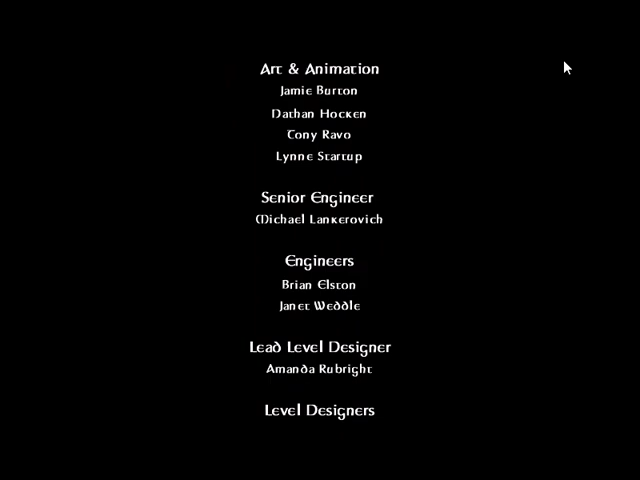 Art & Animation
Jamie Burton
Nathan Hocken
Tony Ravo
Lynne Startup
Senior Engineer
Michael Lankerovich
Engineers
Brian Elston
Janet Weddle
Lead Level Designer
Amanda Rubright
Level Designers